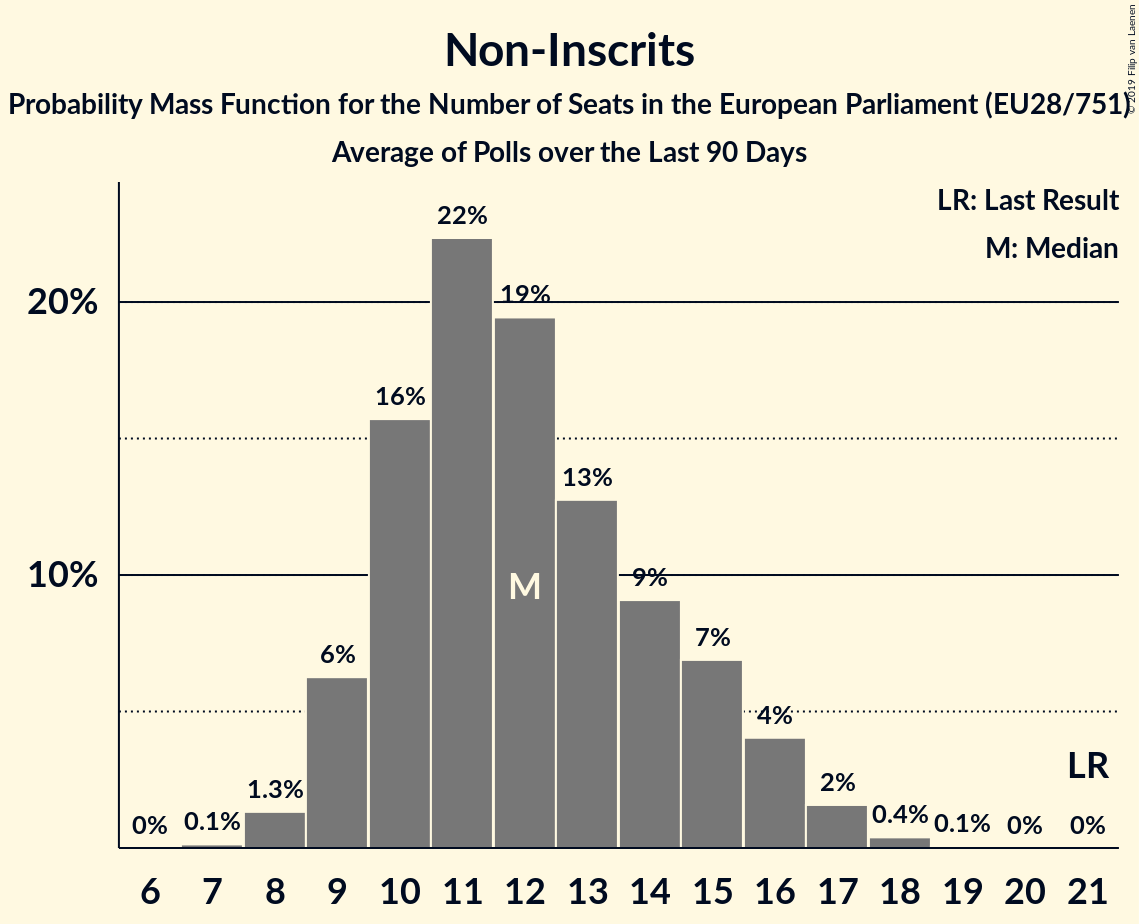 Non-Inscrits
Probability Mass Function for the Number of Seats in the European Parliament (EU28/751)
Average of Polls over the Last 90 Days
© 2019 Filip van Laenen
LR: Last Result
M: Median
22%
20%
19%
16%
13%
10%
9%
M
7%
6%
4%
LR
2%
1.3%
0.4%
0% 0.1% 0.1% 0% 0%
6 7 8 9 10 11 12 13 14 15 16 17 18 19 20 21